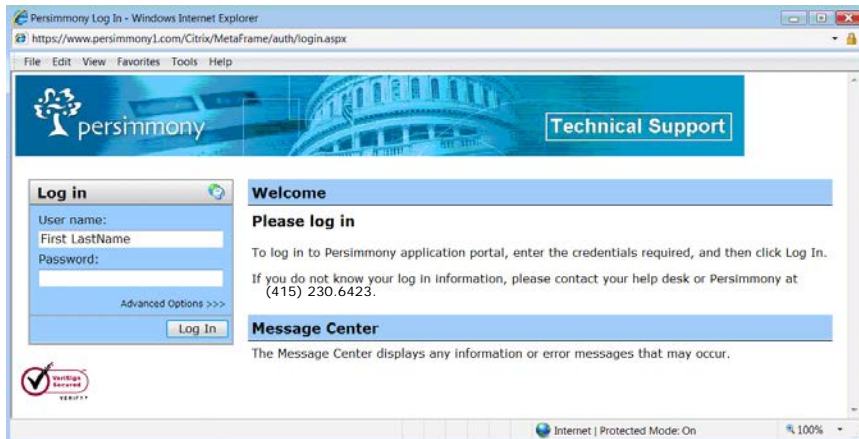 Persimmony Log In - Windows Internet Explorer
https://www.persimmony1.com/Citrix/MetaFrame/auth/login.aspx
File Edit View Favorites Tools Help
persimmony
Technical Support
Log in
User name:
First LastName
Password:
Advanced Options >>>
Log In
VeriSign
Secured
VERIFY
Welcome
Please log in
To log in to Persimmony application portal, enter the credentials required, and then click Log In.
If you do not know your log in information, please contact your help desk or Persimmony at
(415) 230.6423.
Message Center
The Message Center displays any information or error messages that may occur.
Internet | Protected Mode: On
100%